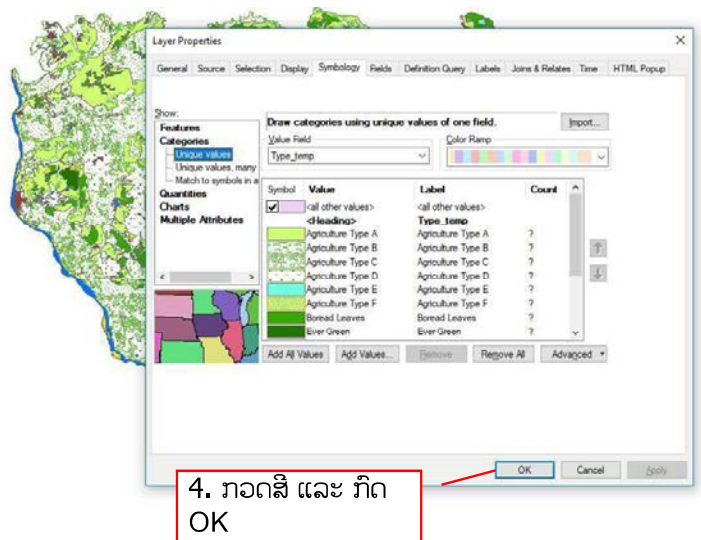 Layer Properties
General Source Selection Display Symbology Fields Definition Query Labels Joins & Relates Time HTML Popup
Show:
Features
Categories
Unique values
Unique values, many
Match to symbols in a
Quantities
Charts
Multiple Attributes
Draw categories using unique values of one field.
Import...
Value Field
Color Ramp
Type_temp
Symbol Value Label Count
<all other values> <all other values>
<Heading> Type_temp
Agriculture Type A Agriculture Type A ?
Agriculture Type B Agriculture Type B ?
Agriculture Type C Agriculture Type C ?
Agriculture Type D Agriculture Type D ?
Agriculture Type E Agriculture Type E ?
Agriculture Type F Agriculture Type F ?
Boread Leaves Boread Leaves ?
Ever Green Ever Green ?
Add All Values Add Values... Remove Remove All Advanced
OK Cancel Apply
4. ກວດສີ ແລະ ກົດ
OK